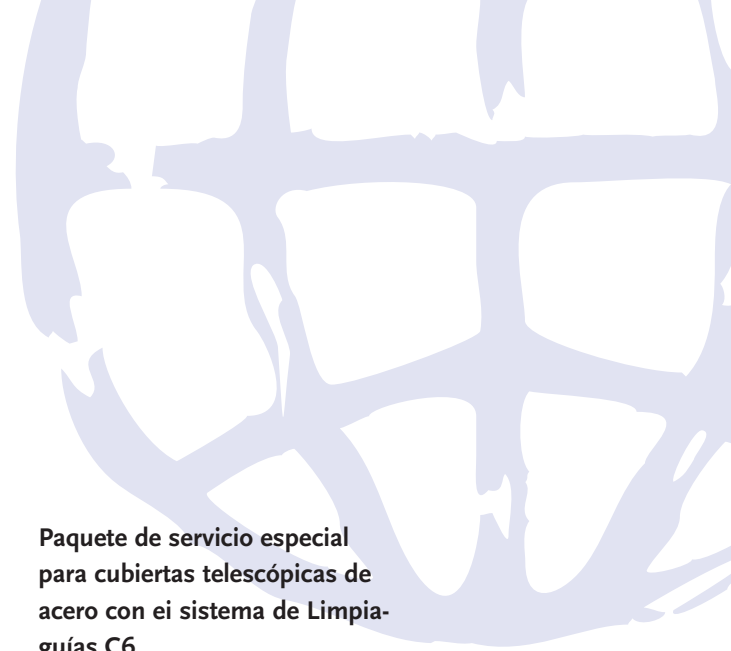 Paquete de servicio especial
para cubiertas telescópicas de
acero con ei sistema de Limpia-
guías C6